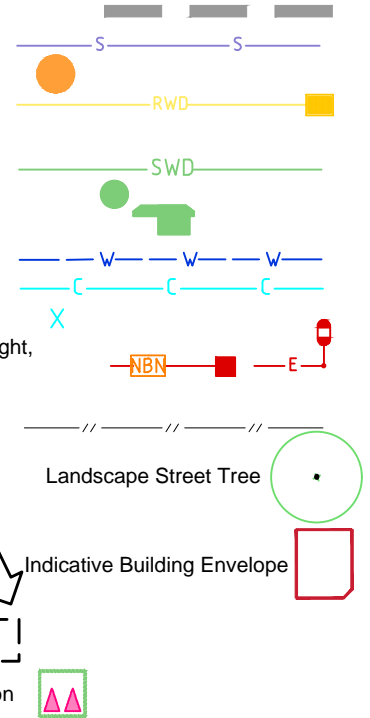 S S
RWD
SWD
W W W
C C C
X
ght,
NBN E
// // //
Landscape Street Tree
Indicative Building Envelope
on